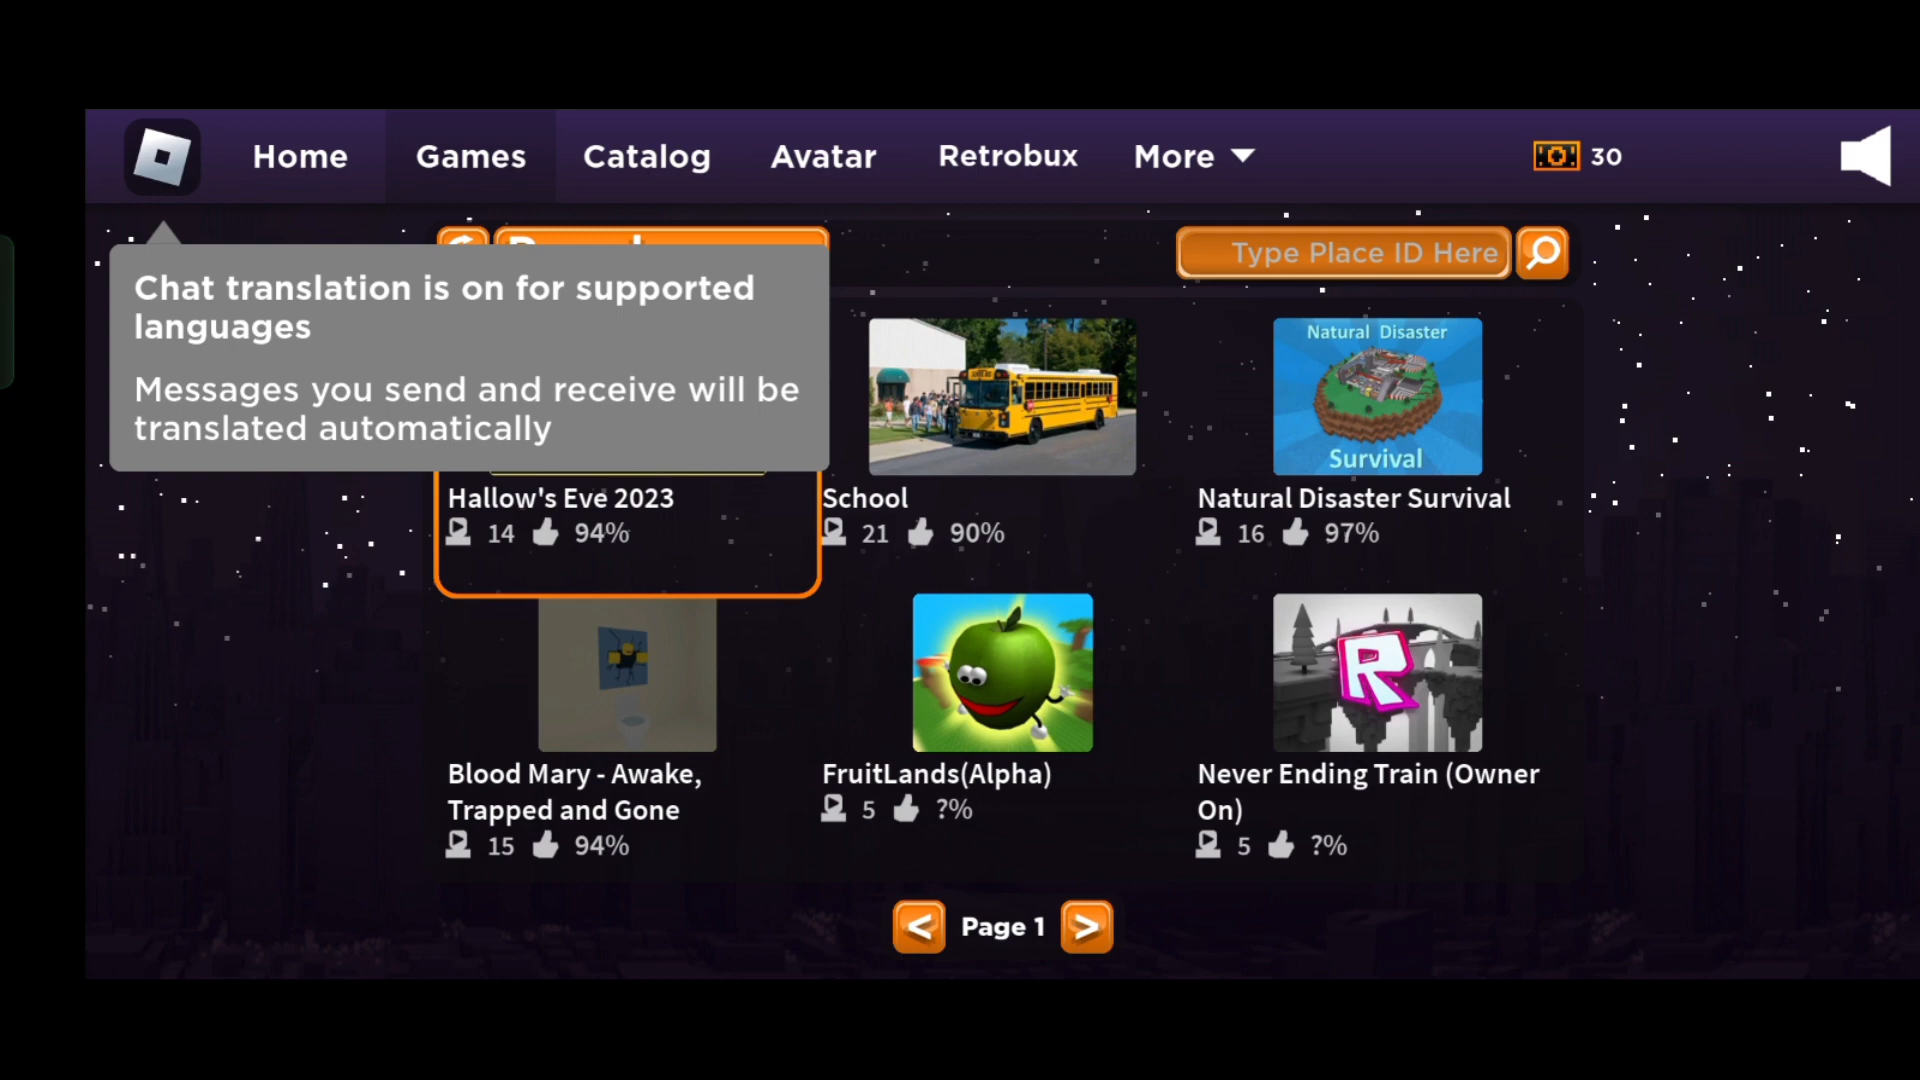 Home Games Catalog Avatar Retrobux More 30
Type Place ID Here
Chat translation is on for supported
languages
Messages you send and receive will be
translated automatically
Natural Disaster
Survival
Hallow's Eve 2023
14 94%
School
21 90%
Natural Disaster Survival
16 97%
R
Blood Mary - Awake,
Trapped and Gone
15 94%
FruitLands(Alpha)
5 ?%
Never Ending Train (Owner
On)
5 ?%
< Page 1 >